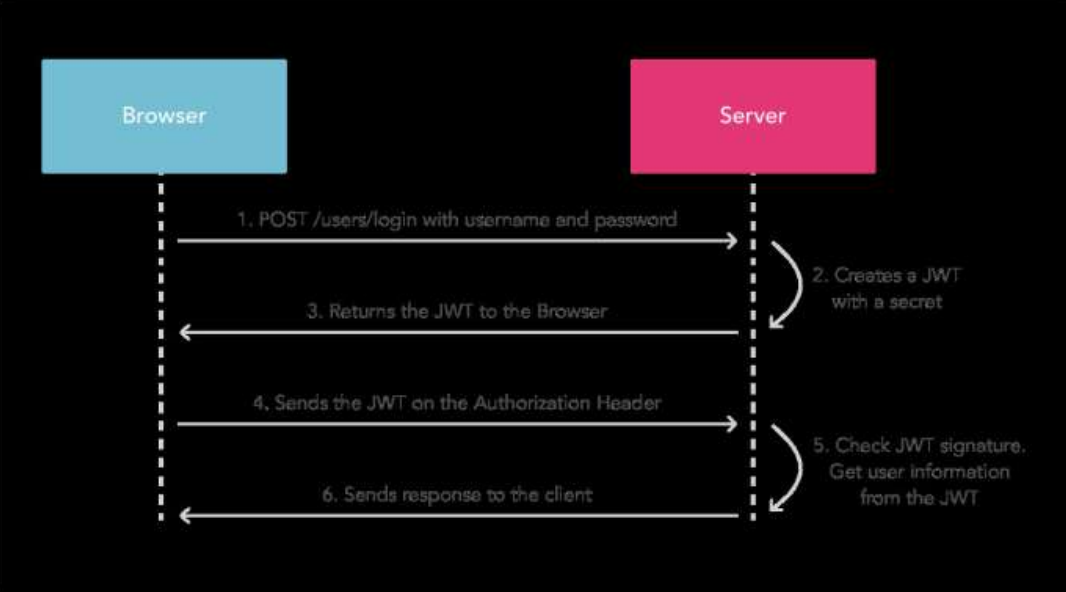 Browser
Server
1. POST /users/login with username and password
2. Creates a JWT
with a secret
3. Returns the JWT to the Browser
4. Sends the JWT on the Authorization Header
5. Check JWT signature.
Get user information
from the JWT
6. Sends response to the client